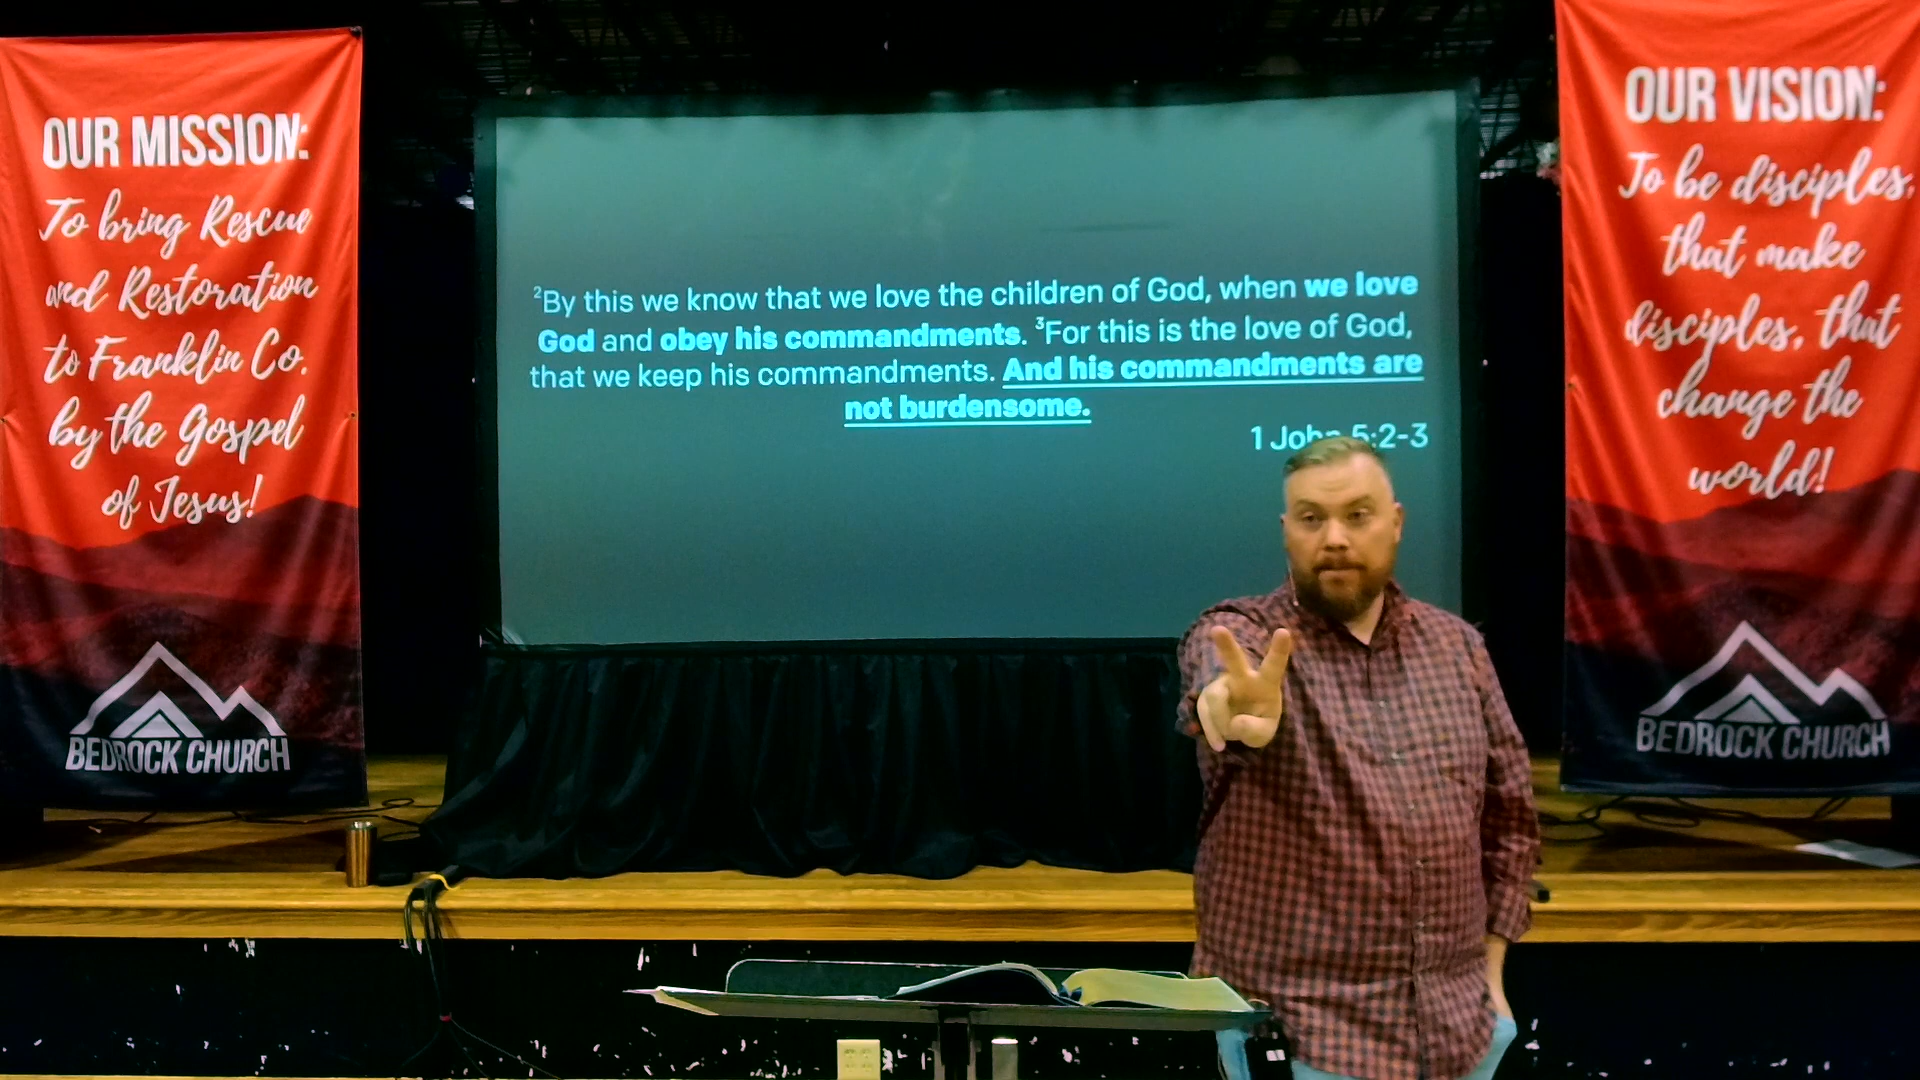 OUR MISSION:
To bring Rescue
and Restoration
to Franklin Co.
by the Gospel
of Jesus!
BEDROCK CHURCH
²By this we know that we love the children of God, when we love
God and obey his commandments. ³For this is the love of God,
that we keep his commandments. And his commandments are
not burdensome.
1 John 5:2-3
OUR VISION:
To be disciples,
that make
disciples, that
change the
world!
BEDROCK CHURCH